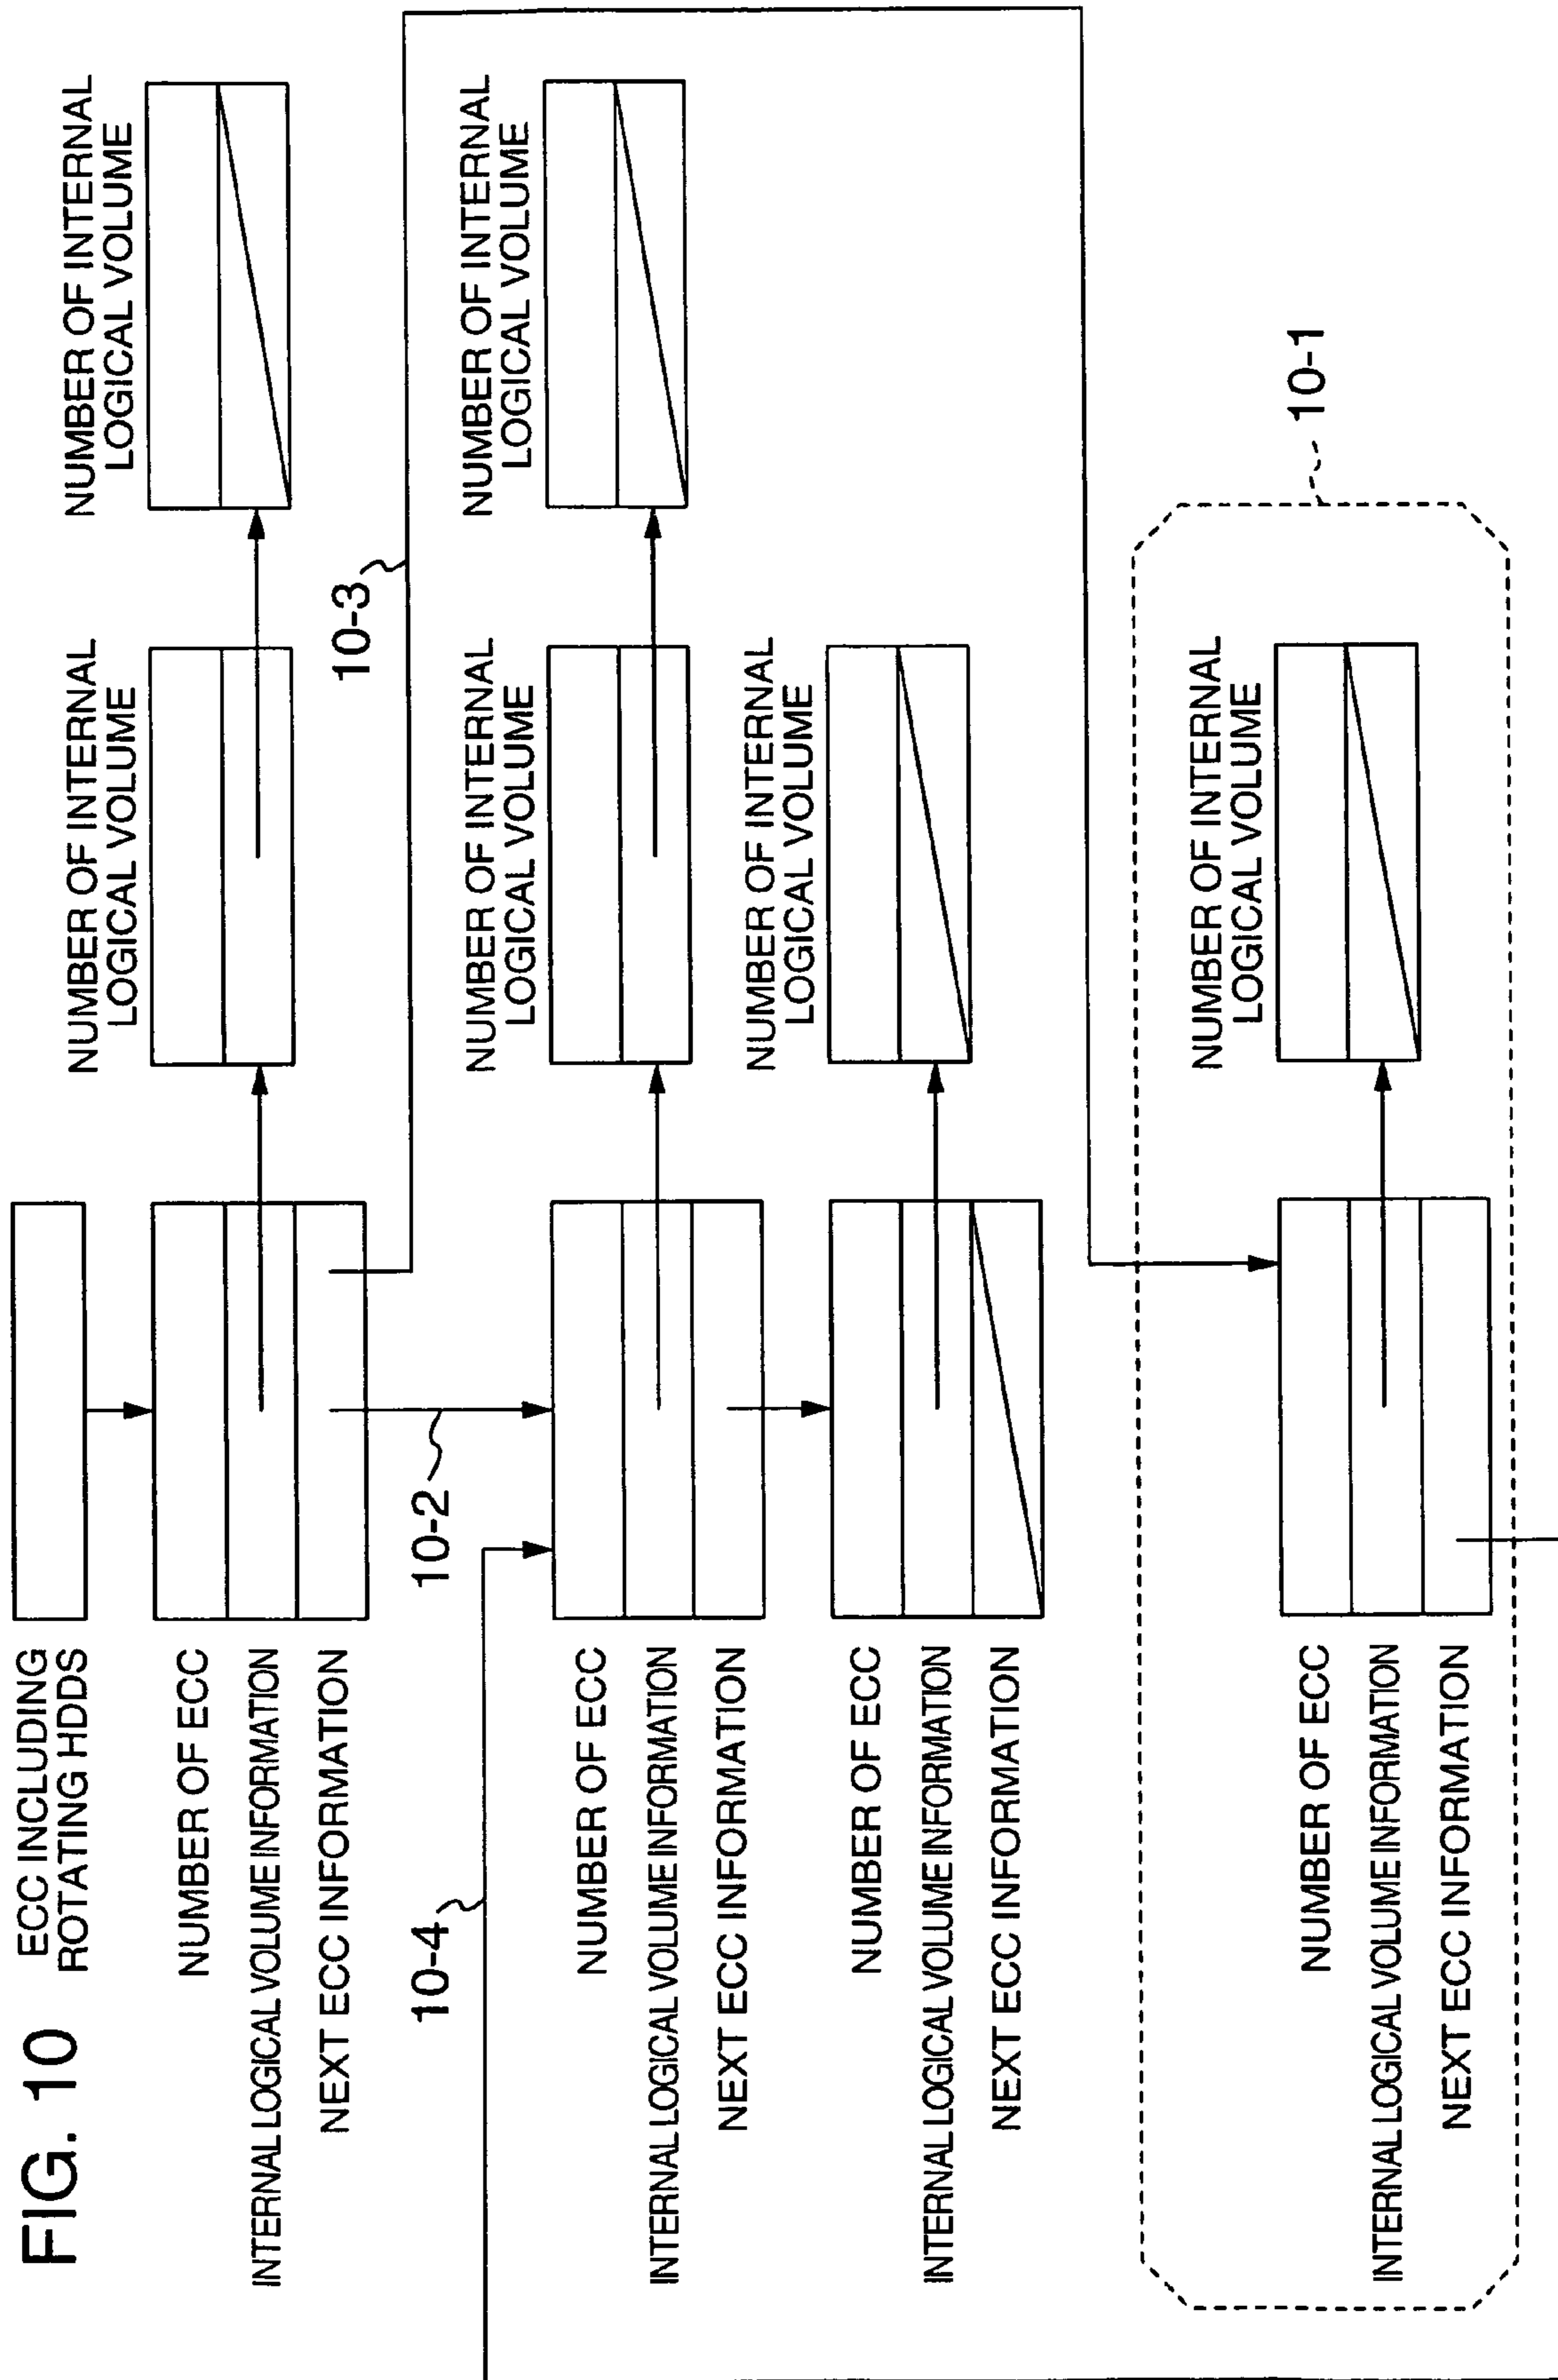 FIG. 10
ECC INCLUDING
ROTATING HDDS
NUMBER OF ECC
INTERNAL LOGICAL VOLUME INFORMATION
NEXT ECC INFORMATION
NUMBER OF INTERNAL
LOGICAL VOLUME
NUMBER OF INTERNAL
LOGICAL VOLUME
10-4
10-2
10-3
NUMBER OF ECC
INTERNAL LOGICAL VOLUME INFORMATION
NEXT ECC INFORMATION
NUMBER OF INTERNAL
LOGICAL VOLUME
NUMBER OF INTERNAL
LOGICAL VOLUME
NUMBER OF ECC
INTERNAL LOGICAL VOLUME INFORMATION
NEXT ECC INFORMATION
NUMBER OF INTERNAL
LOGICAL VOLUME
NUMBER OF ECC
INTERNAL LOGICAL VOLUME INFORMATION
NEXT ECC INFORMATION
NUMBER OF INTERNAL
LOGICAL VOLUME
10-1